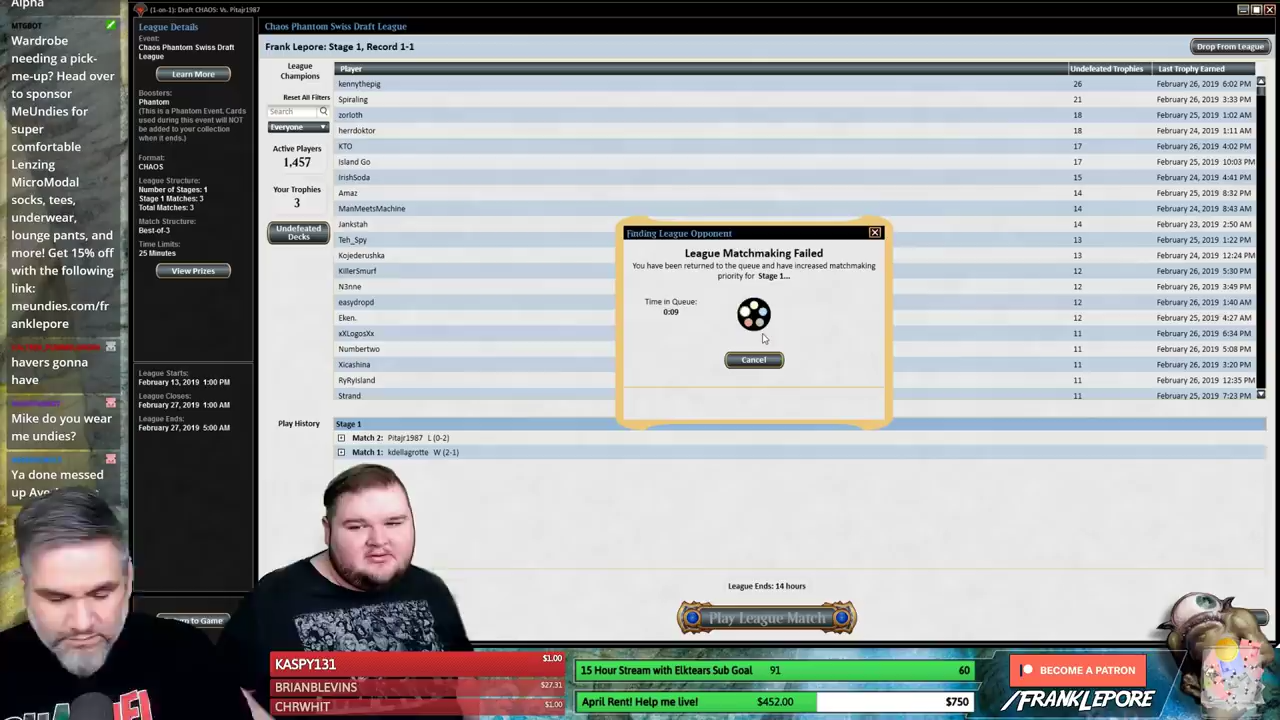 (1-on-1): Draft CHAOS: Vs. Pitajr1987
Alpha
MTGBOT
Wardrobe
needing a pick-
me-up? Head over
to sponsor
MeUndies for
super
comfortable
Lenzing
MicroModal
socks, tees,
underwear,
lounge pants, and
more! Get 15% off
with the following
link:
meundies.com/fr
anklepore
havers gonna
have
Mike do you wear
me undies?
Ya done messed
League Details
Event:
Chaos Phantom Swiss Draft
League
Learn More
Boosters:
Phantom
(This is a Phantom Event. Cards
used during this event will NOT
be added to your collection
when it ends.)
Format:
CHAOS
League Structure:
Number of Stages: 1
Stage 1 Matches: 3
Total Matches: 3
Match Structure:
Best-of-3
Time Limits:
25 Minutes
View Prizes
League Starts:
February 13, 2019 1:00 PM
League Closes:
February 27, 2019 1:00 AM
League Ends:
February 27, 2019 5:00 AM
to Game
Chaos Phantom Swiss Draft League
Frank Lepore: Stage 1, Record 1-1
Drop From League
League
Champions
Reset All Filters
Search
Everyone
Active Players
1,457
Your Trophies
3
Undefeated
Decks
Player Undefeated Trophies Last Trophy Earned
kennythepig 26 February 26, 2019 6:02 PM
Spiraling 21 February 26, 2019 3:33 PM
zorloth 18 February 25, 2019 1:02 AM
herrdoktor 18 February 24, 2019 1:11 AM
KTO 17 February 26, 2019 4:02 PM
Island Go 17 February 25, 2019 10:03 PM
IrishSoda 15 February 24, 2019 4:41 PM
Amaz 14 February 25, 2019 8:32 PM
ManMeetsMachine 14 February 24, 2019 8:43 AM
Jankstah 14 February 23, 2019 2:50 AM
Teh_Spy 13 February 25, 2019 1:22 PM
Kojederushka 13 February 24, 2019 12:24 PM
KillerSmurf 12 February 26, 2019 5:30 PM
N3nne 12 February 26, 2019 3:49 PM
easydropd 12 February 26, 2019 1:40 AM
Eken. 12 February 25, 2019 4:27 AM
xXLogosXx 11 February 26, 2019 6:34 PM
Numbertwo 11 February 26, 2019 5:08 PM
Xicashina 11 February 26, 2019 3:20 PM
RyRyIsland 11 February 26, 2019 12:35 PM
Strand 11 February 25, 2019 7:23 PM
Finding League Opponent
League Matchmaking Failed
You have been returned to the queue and have increased matchmaking
priority for Stage 1...
Time in Queue:
0:09
Cancel
Play History
Stage 1
Match 2: Pitajr1987 L (0-2)
Match 1: kdellagrotte W (2-1)
League Ends: 14 hours
Play League Match
KASPY131 $1.00
BRIANBLEVINS $27.31
CHRWHIT $1.00
15 Hour Stream with Elktears Sub Goal 91 60
April Rent! Help me live! $452.00 $750
BECOME A PATRON
/FRANKLEPORE